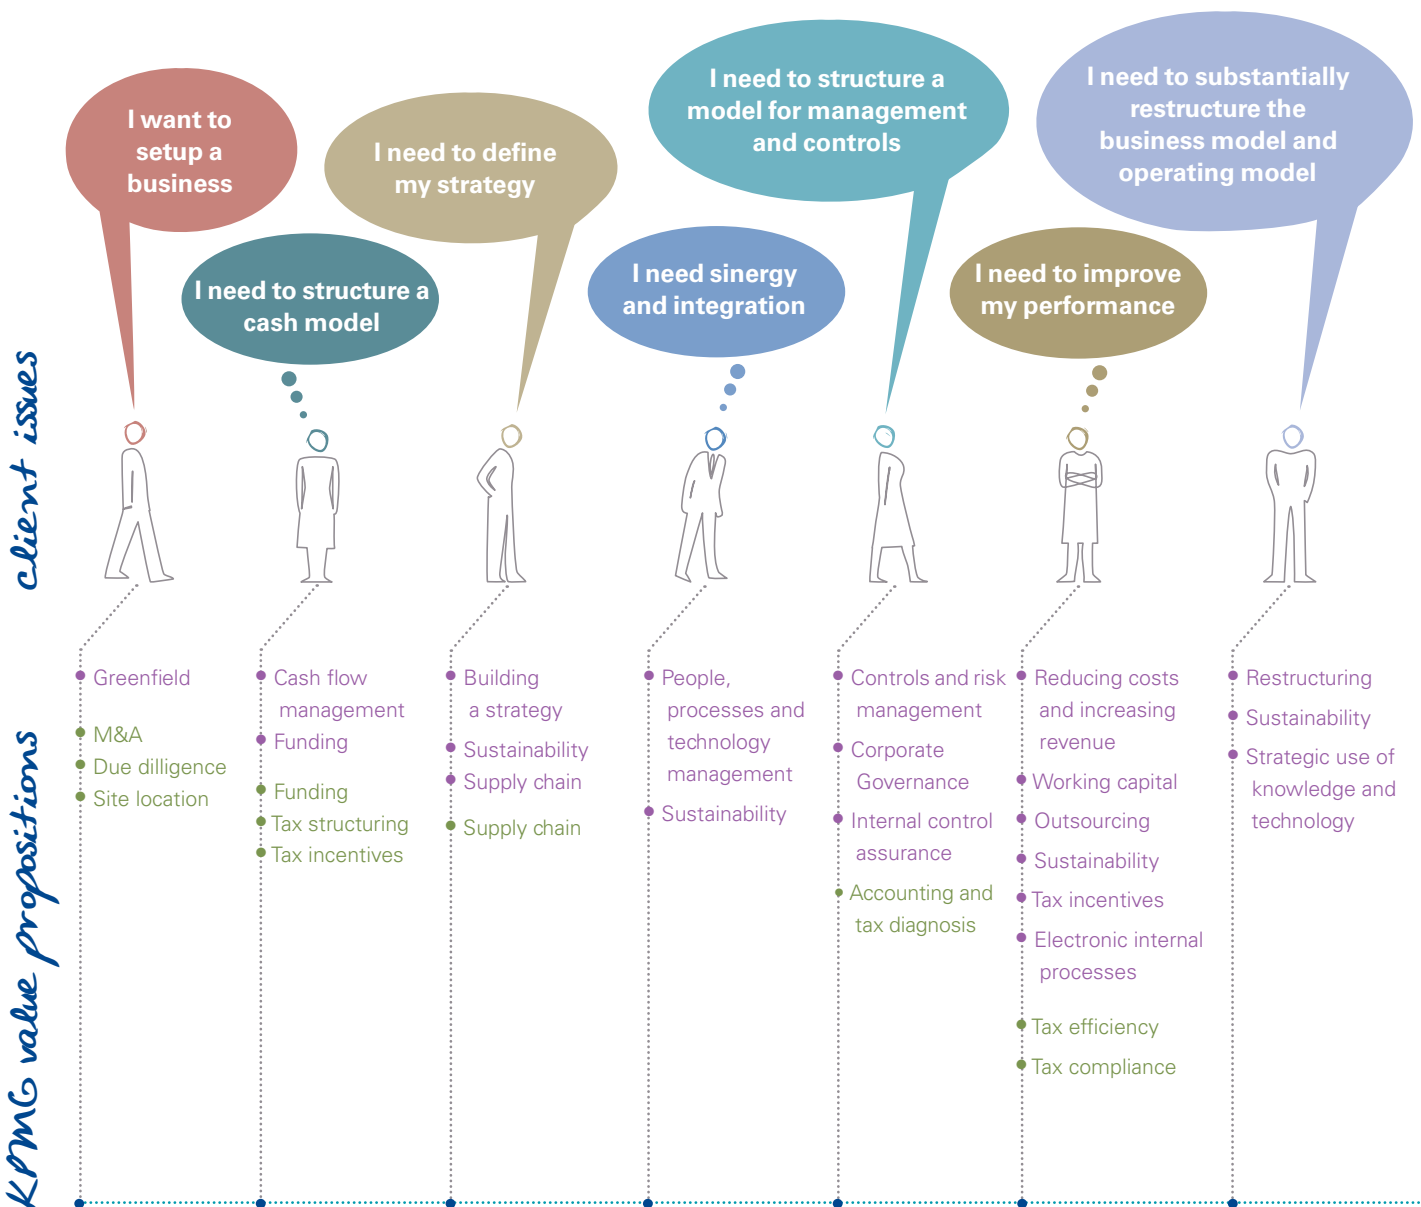 I want to
setup a
business
I need to structure a
cash model
I need to define
my strategy
I need sinergy
and integration
I need to structure a
model for management
and controls
I need to improve
my performance
I need to substantially
restructure the
business model and
operating model
client issues
KPMG value propositions
Greenfield
M&A
Due dilligence
Site location
Cash flow
management
Funding
Funding
Tax structuring
Tax incentives
Building
a strategy
Sustainability
Supply chain
Supply chain
People,
processes and
technology
management
Sustainability
Controls and risk
management
Corporate
Governance
Internal control
assurance
Accounting and
tax diagnosis
Reducing costs
and increasing
revenue
Working capital
Outsourcing
Sustainability
Tax incentives
Electronic internal
processes
Tax efficiency
Tax compliance
Restructuring
Sustainability
Strategic use of
knowledge and
technology